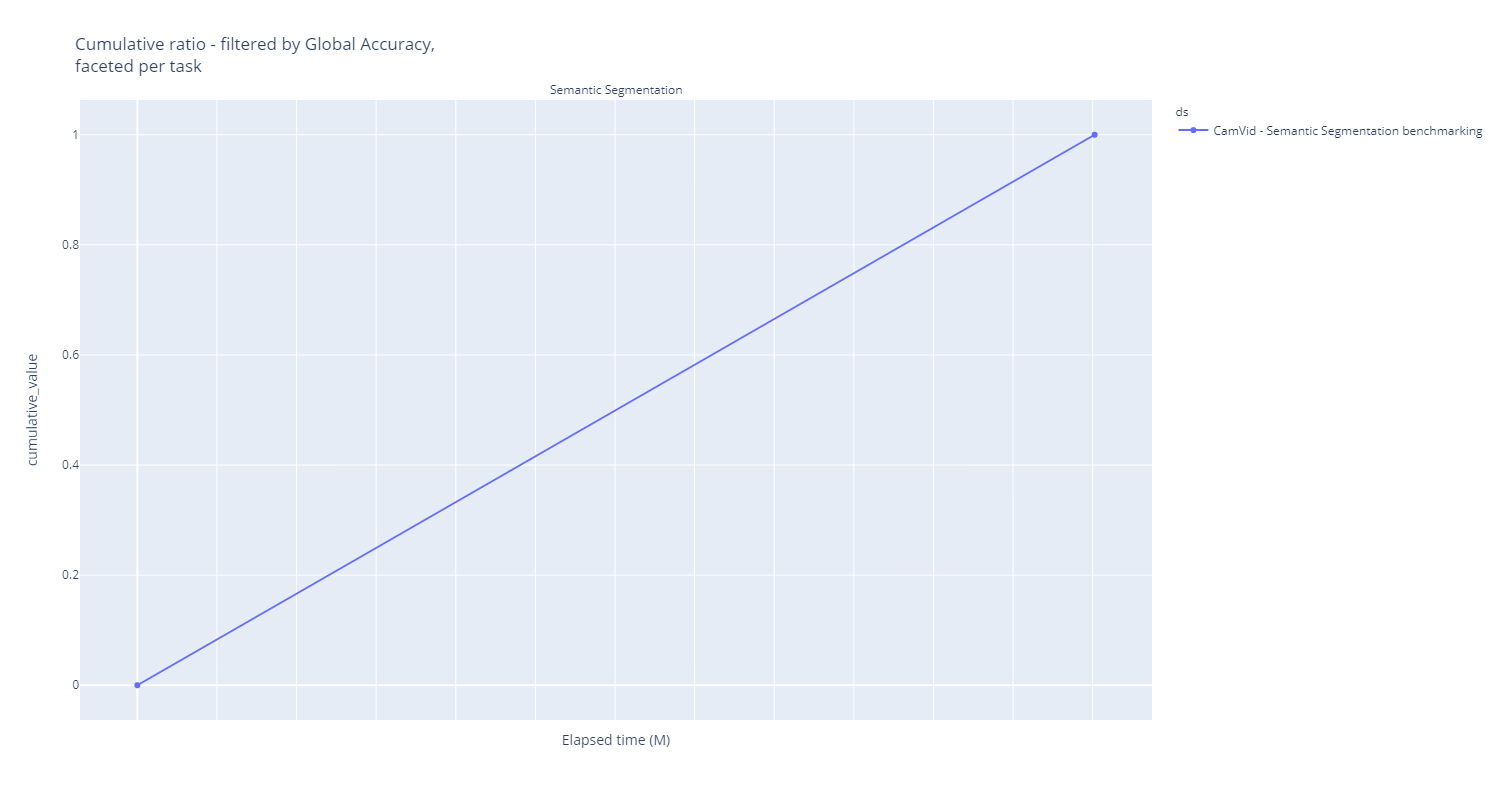 Cumulative ratio - filtered by Global Accuracy,
faceted per task
Semantic Segmentation
ds
CamVid - Semantic Segmentation benchmarking
1
0.8
0.6
0.4
0.2
0
cumulative_value
Elapsed time (M)